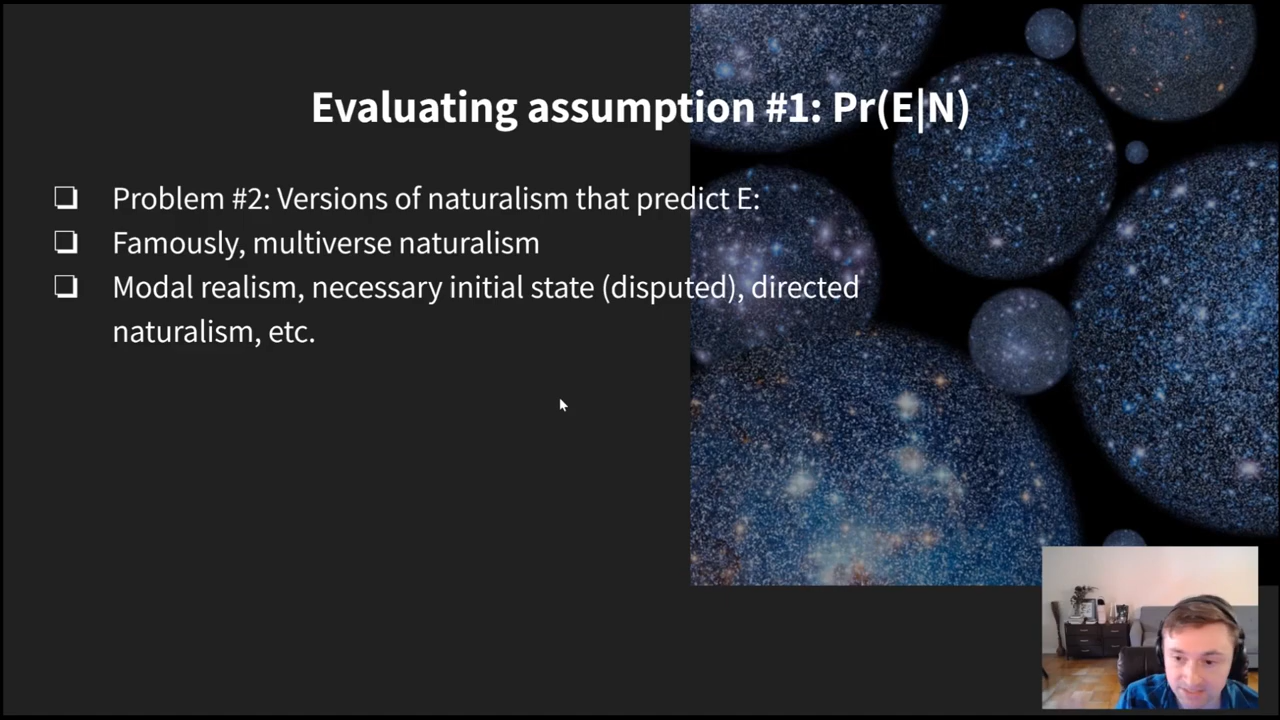 Evaluating assumption #1: Pr(E|N)
❏ Problem #2: Versions of naturalism that predict E:
❏ Famously, multiverse naturalism
❏ Modal realism, necessary initial state (disputed), directed
naturalism, etc.